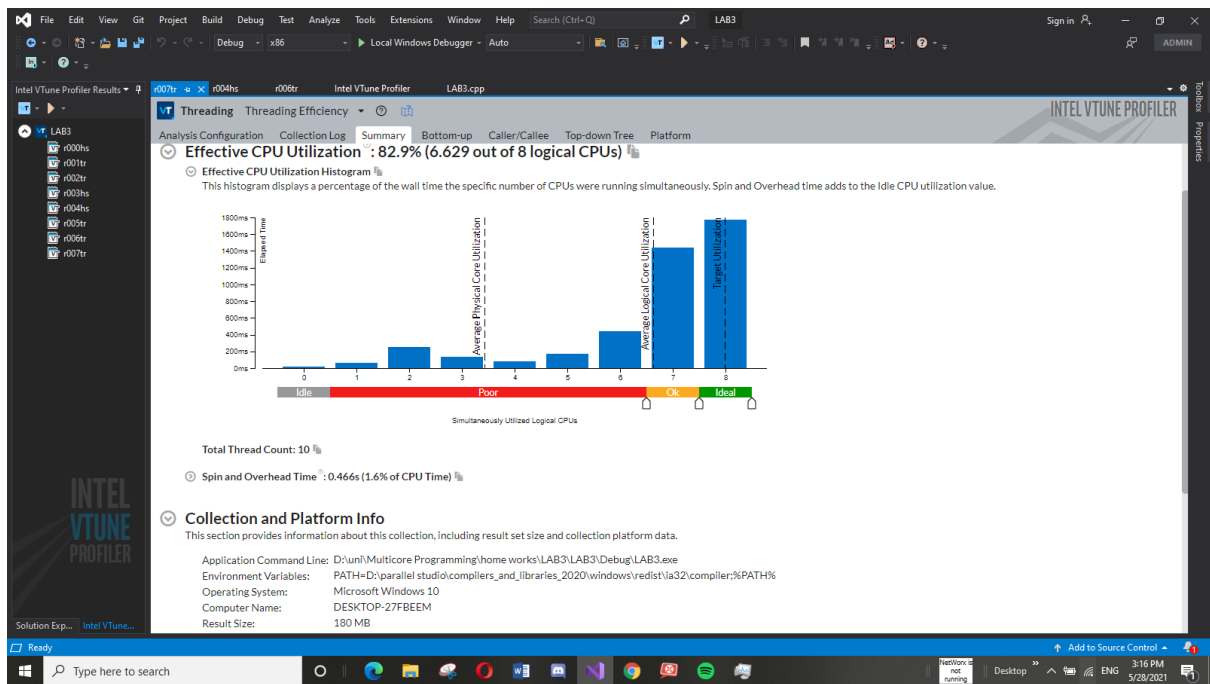 File Edit View Git Project Build Debug Test Analyze Tools Extensions Window Help Search (Ctrl+Q) LAB3 Sign in
Debug x86 Local Windows Debugger Auto ADMIN
Intel VTune Profiler Results r007tr r004hs r006tr Intel VTune Profiler LAB3.cpp
Toolbox
Properties
VT Threading Threading Efficiency INTEL VTUNE PROFILER
Analysis Configuration Collection Log Summary Bottom-up Caller/Callee Top-down Tree Platform
LAB3
r000hs
r001tr
r002tr
r003hs
r004hs
r005tr
r006tr
r007tr
Effective CPU Utilization : 82.9% (6.629 out of 8 logical CPUs)
Effective CPU Utilization Histogram
This histogram displays a percentage of the wall time the specific number of CPUs were running simultaneously. Spin and Overhead time adds to the Idle CPU utilization value.
Elapsed Time
1800ms
1600ms
1400ms
1200ms
1000ms
800ms
600ms
400ms
200ms
0ms
Average Physical Core Utilization
Average Logical Core Utilization
Target Utilization
0 1 2 3 4 5 6 7 8
Idle Poor Ok Ideal
Simultaneously Utilized Logical CPUs
Total Thread Count: 10
Spin and Overhead Time : 0.466s (1.6% of CPU Time)
INTEL
VTUNE
PROFILER
Collection and Platform Info
This section provides information about this collection, including result set size and collection platform data.
Application Command Line: D:\uni\Multicore Programming\home works\LAB3\LAB3\Debug\LAB3.exe
Environment Variables: PATH=D:\parallel studio\compilers_and_libraries_2020\windows\redist\ia32\compiler;%PATH%
Operating System: Microsoft Windows 10
Computer Name: DESKTOP-27FBEEM
Result Size: 180 MB
Solution Exp... Intel VTune...
Ready Add to Source Control
Type here to search
NetWorx is
not
running
Desktop ENG
3:16 PM
5/28/2021